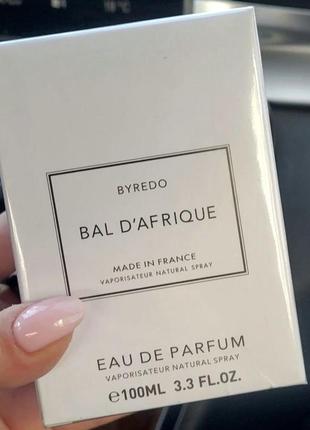 BYREDO
BAL D'AFRIQUE
MADE IN FRANCE
VAPORISATEUR NATURAL SPRAY
EAU DE PARFUM
VAPORISATEUR NATURAL SPRAY
℮100ML 3.3 FL.OZ.